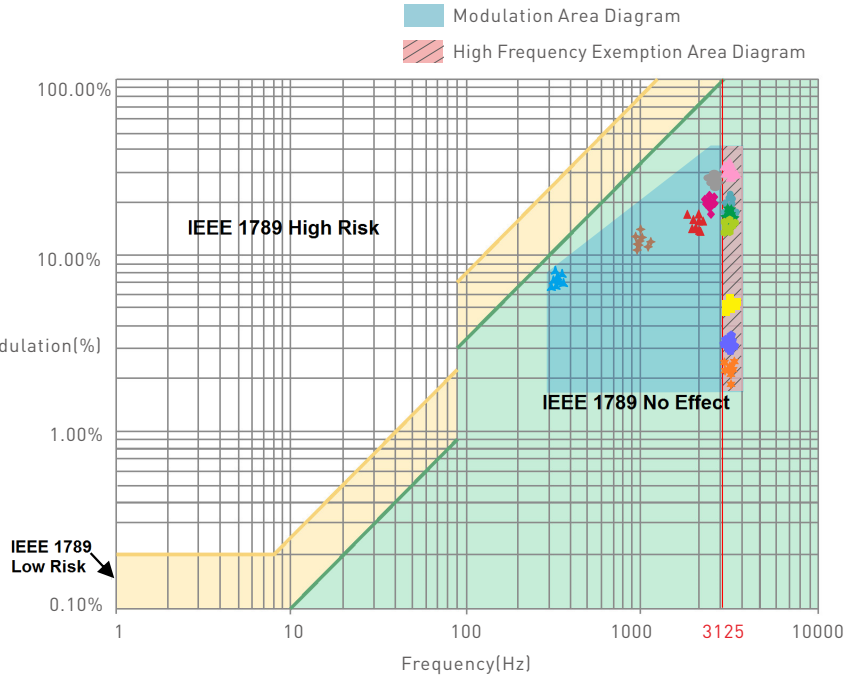 Modulation Area Diagram
High Frequency Exemption Area Diagram
100.00%
IEEE 1789 High Risk
10.00%
dulation(%)
IEEE 1789 No Effect
1.00%
IEEE 1789
Low Risk
0.10%
1 10 100 1000 3125 10000
Frequency(Hz)